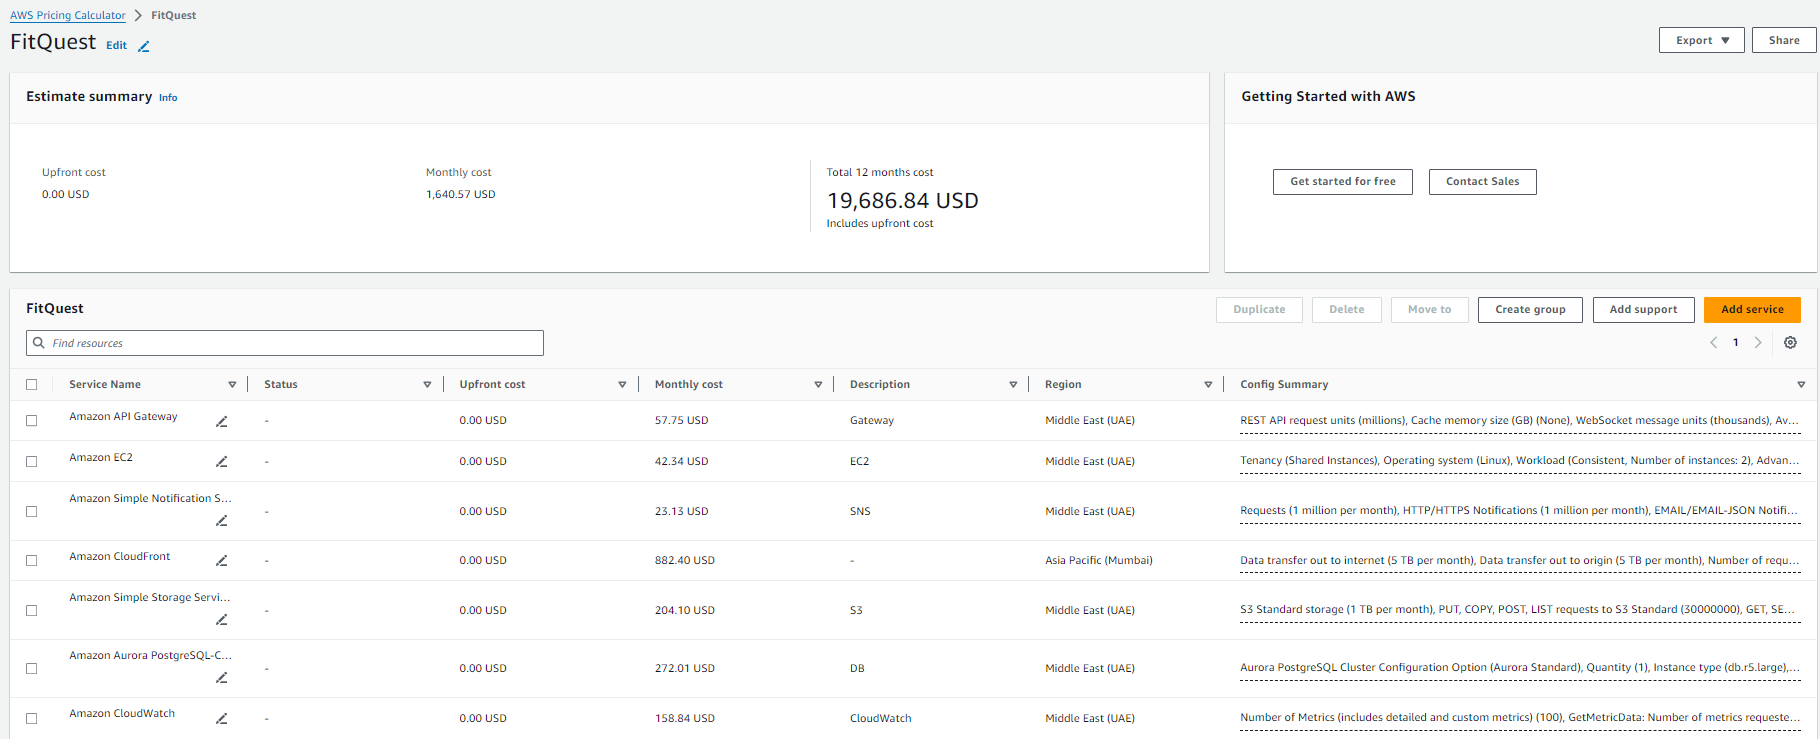 AWS Pricing Calculator > FitQuest
FitQuest Edit
Export ▼ Share
Estimate summary Info
Getting Started with AWS
Upfront cost Monthly cost Total 12 months cost
0.00 USD 1,640.57 USD 19,686.84 USD
Includes upfront cost
Get started for free Contact Sales
FitQuest
Duplicate Delete Move to Create group Add support Add service
Find resources
< 1 >
Service Name Status Upfront cost Monthly cost Description Region Config Summary
Amazon API Gateway - 0.00 USD 57.75 USD Gateway Middle East (UAE) REST API request units (millions), Cache memory size (GB) (None), WebSocket message units (thousands), Av...
Amazon EC2 - 0.00 USD 42.34 USD EC2 Middle East (UAE) Tenancy (Shared Instances), Operating system (Linux), Workload (Consistent, Number of instances: 2), Advan...
Amazon Simple Notification S... - 0.00 USD 23.13 USD SNS Middle East (UAE) Requests (1 million per month), HTTP/HTTPS Notifications (1 million per month), EMAIL/EMAIL-JSON Notifi...
Amazon CloudFront - 0.00 USD 882.40 USD - Asia Pacific (Mumbai) Data transfer out to internet (5 TB per month), Data transfer out to origin (5 TB per month), Number of requ...
Amazon Simple Storage Servi... - 0.00 USD 204.10 USD S3 Middle East (UAE) S3 Standard storage (1 TB per month), PUT, COPY, POST, LIST requests to S3 Standard (30000000), GET, SE...
Amazon Aurora PostgreSQL-C... - 0.00 USD 272.01 USD DB Middle East (UAE) Aurora PostgreSQL Cluster Configuration Option (Aurora Standard), Quantity (1), Instance type (db.r5.large),...
Amazon CloudWatch - 0.00 USD 158.84 USD CloudWatch Middle East (UAE) Number of Metrics (includes detailed and custom metrics) (100), GetMetricData: Number of metrics requeste...